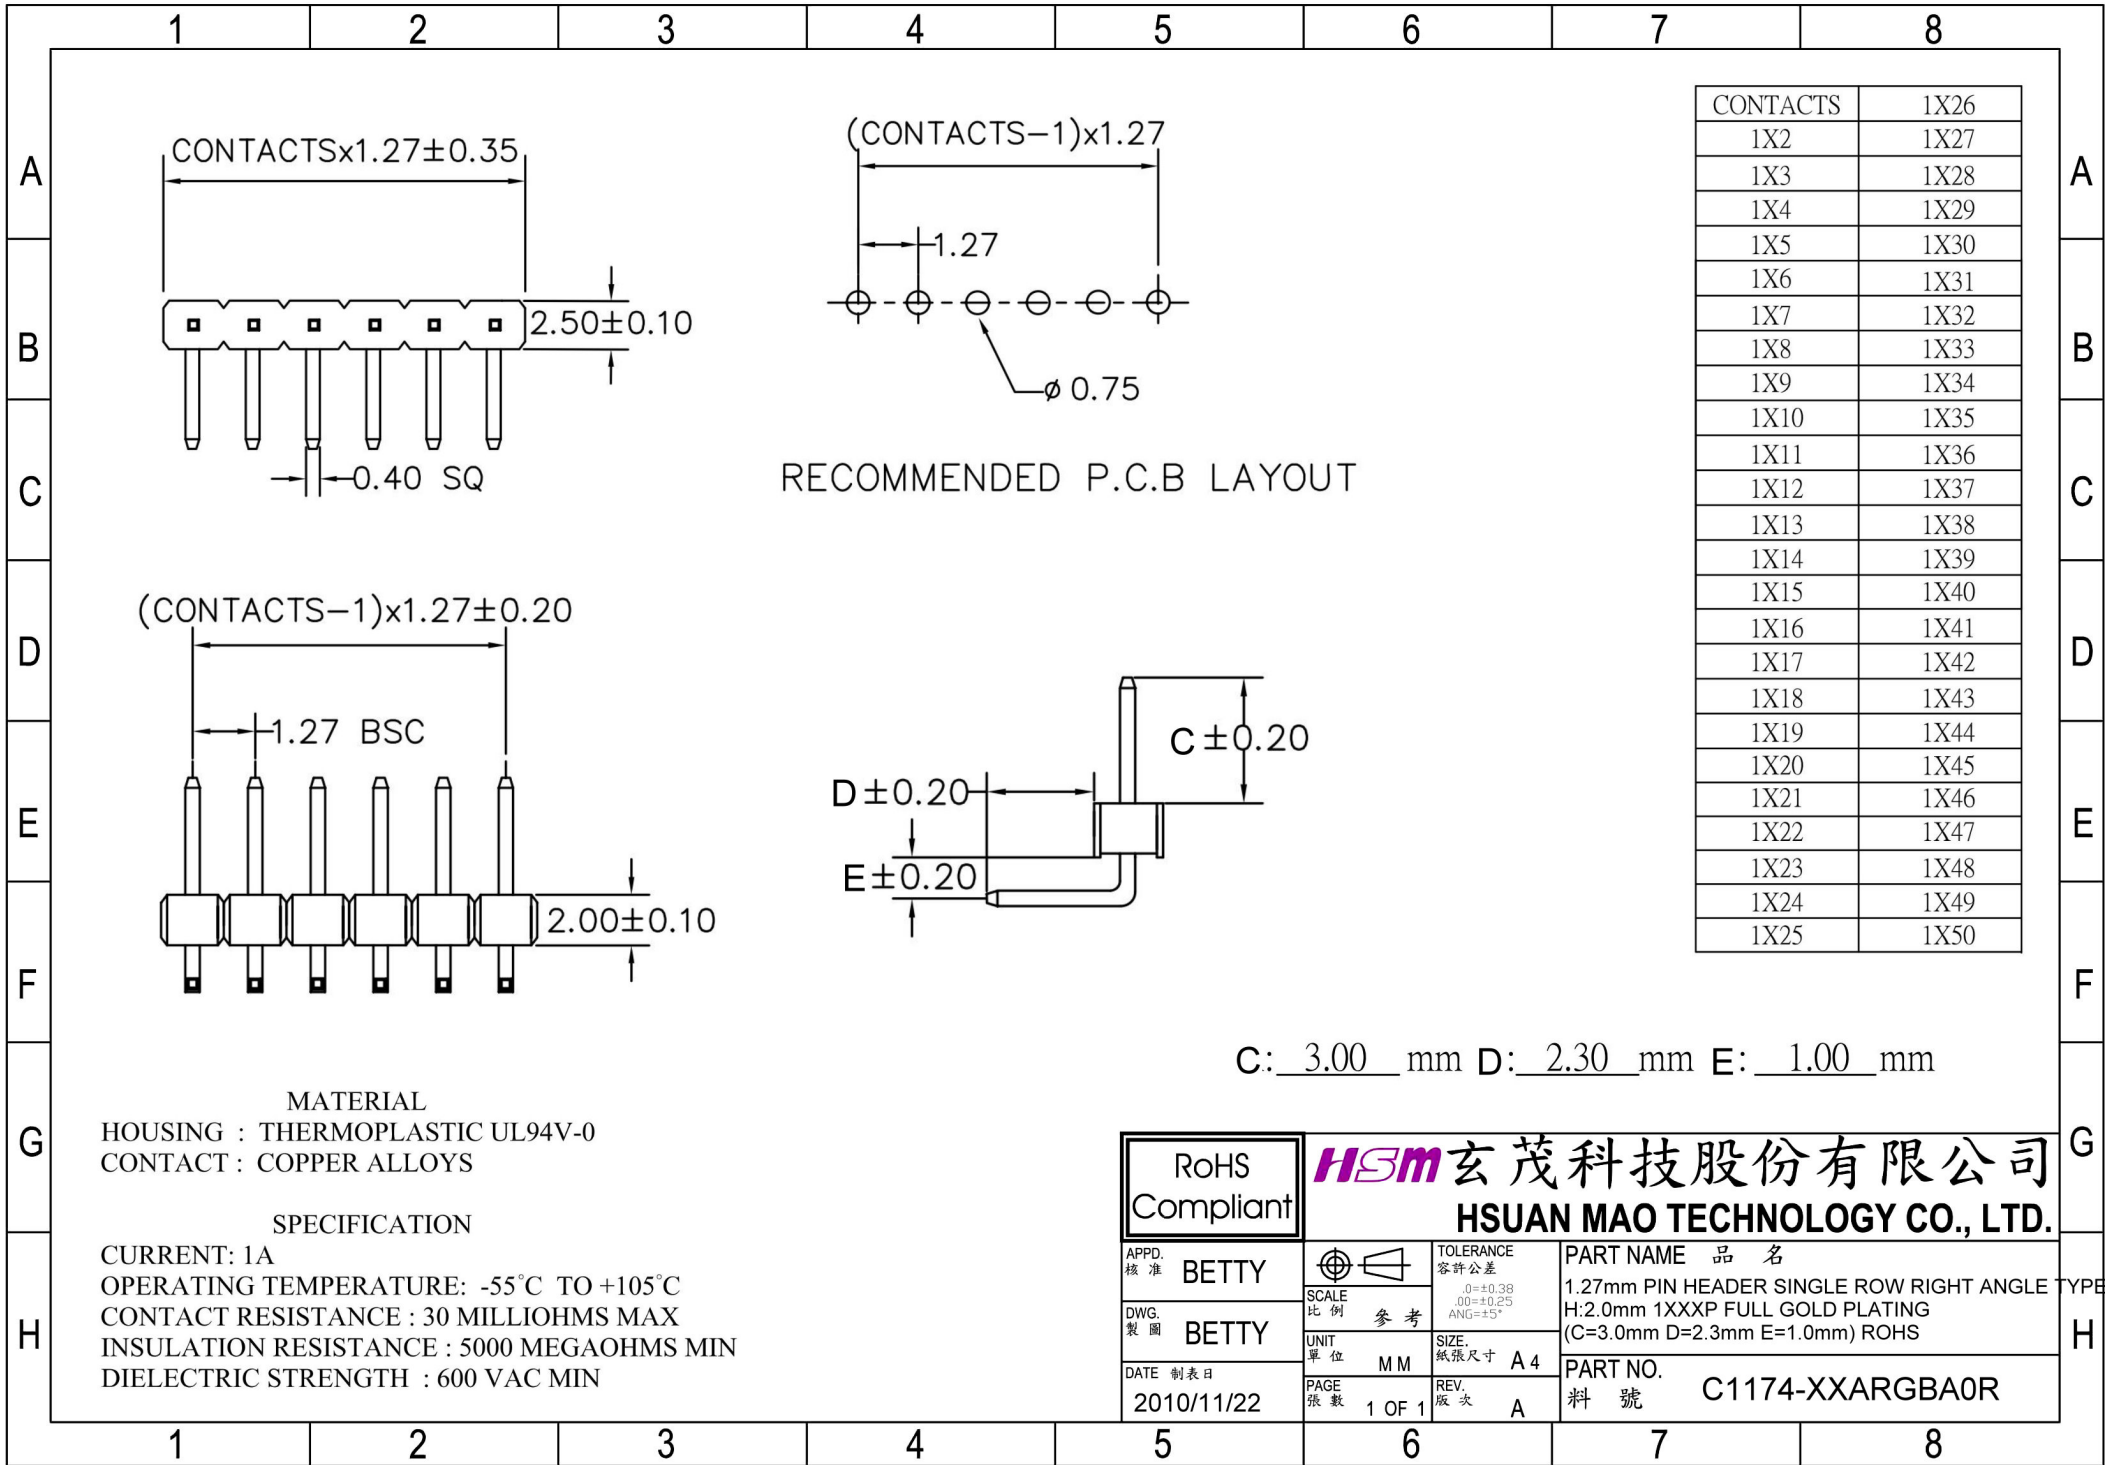 1 2 3 4 5 6 7 8
A
B
C
D
E
F
G
H
A
B
C
D
E
F
G
H
CONTACTSx1.27±0.35
2.50±0.10
0.40 SQ
(CONTACTS-1)x1.27
1.27
ø 0.75
RECOMMENDED P.C.B LAYOUT
(CONTACTS-1)x1.27±0.20
1.27 BSC
2.00±0.10
C±0.20
D±0.20
E±0.20
CONTACTS 1X26
1X2 1X27
1X3 1X28
1X4 1X29
1X5 1X30
1X6 1X31
1X7 1X32
1X8 1X33
1X9 1X34
1X10 1X35
1X11 1X36
1X12 1X37
1X13 1X38
1X14 1X39
1X15 1X40
1X16 1X41
1X17 1X42
1X18 1X43
1X19 1X44
1X20 1X45
1X21 1X46
1X22 1X47
1X23 1X48
1X24 1X49
1X25 1X50
C: 3.00 mm D: 2.30 mm E: 1.00 mm
MATERIAL
HOUSING : THERMOPLASTIC UL94V-0
CONTACT : COPPER ALLOYS
SPECIFICATION
CURRENT: 1A
OPERATING TEMPERATURE: -55°C TO +105°C
CONTACT RESISTANCE : 30 MILLIOHMS MAX
INSULATION RESISTANCE : 5000 MEGAOHMS MIN
DIELECTRIC STRENGTH : 600 VAC MIN
RoHS
Compliant
HSM 玄茂科技股份有限公司
HSUAN MAO TECHNOLOGY CO., LTD.
APPD.
核 准 BETTY
DWG.
製 圖 BETTY
DATE 制表日
2010/11/22
SCALE
比 例 參 考
UNIT
單 位 MM
PAGE
張 數 1 OF 1
TOLERANCE
容許公差
.0=±0.38
.00=±0.25
ANG=±5°
SIZE.
紙張尺寸 A4
REV.
版 次 A
PART NAME 品 名
1.27mm PIN HEADER SINGLE ROW RIGHT ANGLE TYPE
H:2.0mm 1XXXP FULL GOLD PLATING
(C=3.0mm D=2.3mm E=1.0mm) ROHS
PART NO.
料 號 C1174-XXARGBA0R
1 2 3 4 5 6 7 8